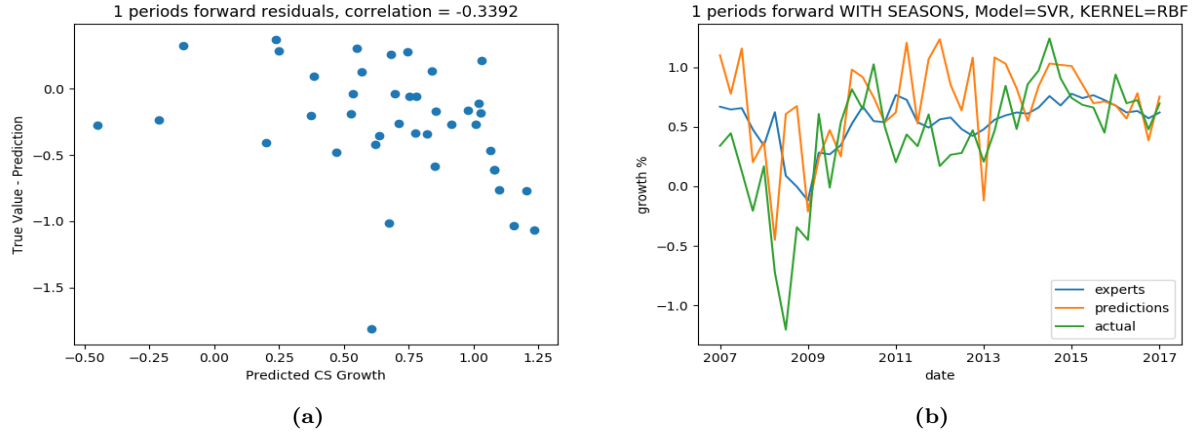 1 periods forward residuals, correlation = -0.3392
True Value - Prediction
0.0
−0.5
−1.0
−1.5
−0.50 −0.25 0.00 0.25 0.50 0.75 1.00 1.25
Predicted CS Growth
(a)
1 periods forward WITH SEASONS, Model=SVR, KERNEL=RBF
growth %
1.0
0.5
0.0
−0.5
−1.0
experts
predictions
actual
2007 2009 2011 2013 2015 2017
date
(b)